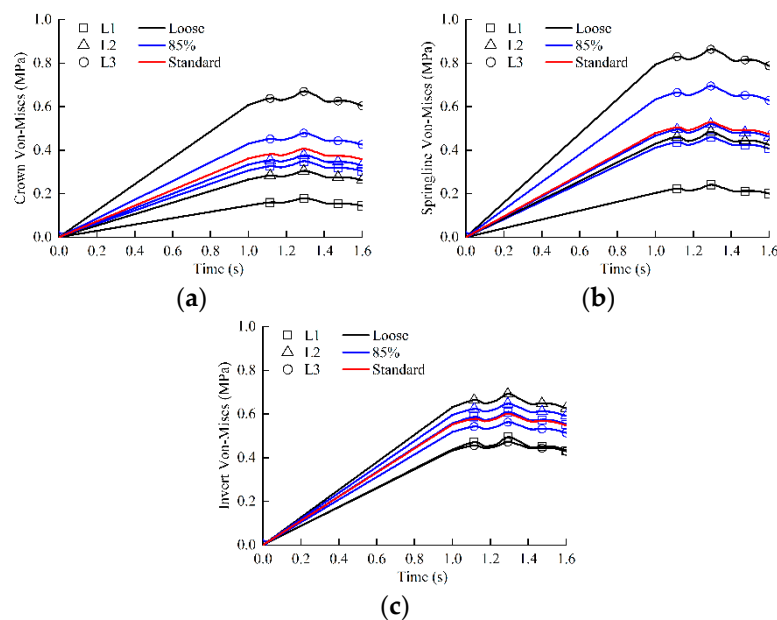 (a)
1.0
0.8
0.6
0.4
0.2
0.0
Crown Von-Mises (MPa)
L1 Loose
L2 85%
L3 Standard
0.0 0.2 0.4 0.6 0.8 1.0 1.2 1.4 1.6
Time (s)
(b)
1.0
0.8
0.6
0.4
0.2
0.0
Springline Von-Mises (MPa)
L1 Loose
L2 85%
L3 Standard
0.0 0.2 0.4 0.6 0.8 1.0 1.2 1.4 1.6
Time (s)
(a)
(b)
1.0
0.8
0.6
0.4
0.2
0.0
Invert Von-Mises (MPa)
L1 Loose
L2 85%
L3 Standard
0.0 0.2 0.4 0.6 0.8 1.0 1.2 1.4 1.6
Time (s)
(c)